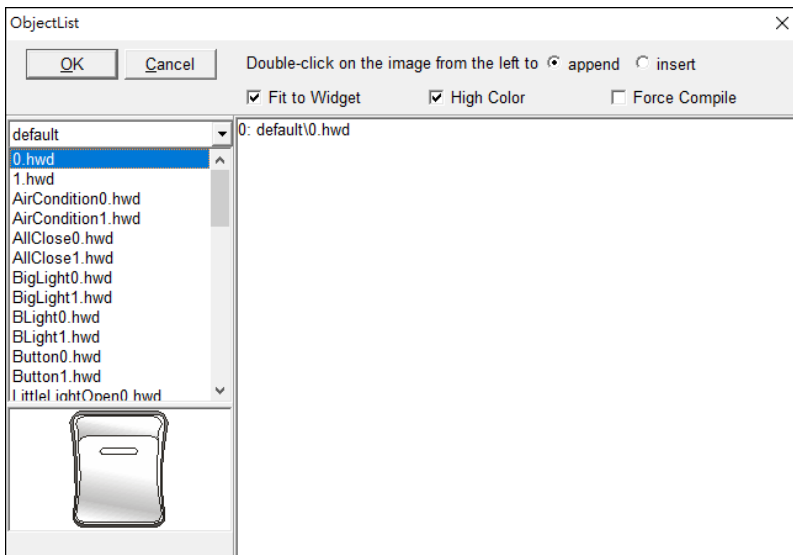 ObjectList
OK
Cancel
Double-click on the image from the left to
append
insert
Fit to Widget
High Color
Force Compile
default
0: default\0.hwd
0.hwd
1.hwd
AirCondition0.hwd
AirCondition1.hwd
AllClose0.hwd
AllClose1.hwd
BigLight0.hwd
BigLight1.hwd
BLight0.hwd
BLight1.hwd
Button0.hwd
Button1.hwd
LittleLightOpen0.hwd